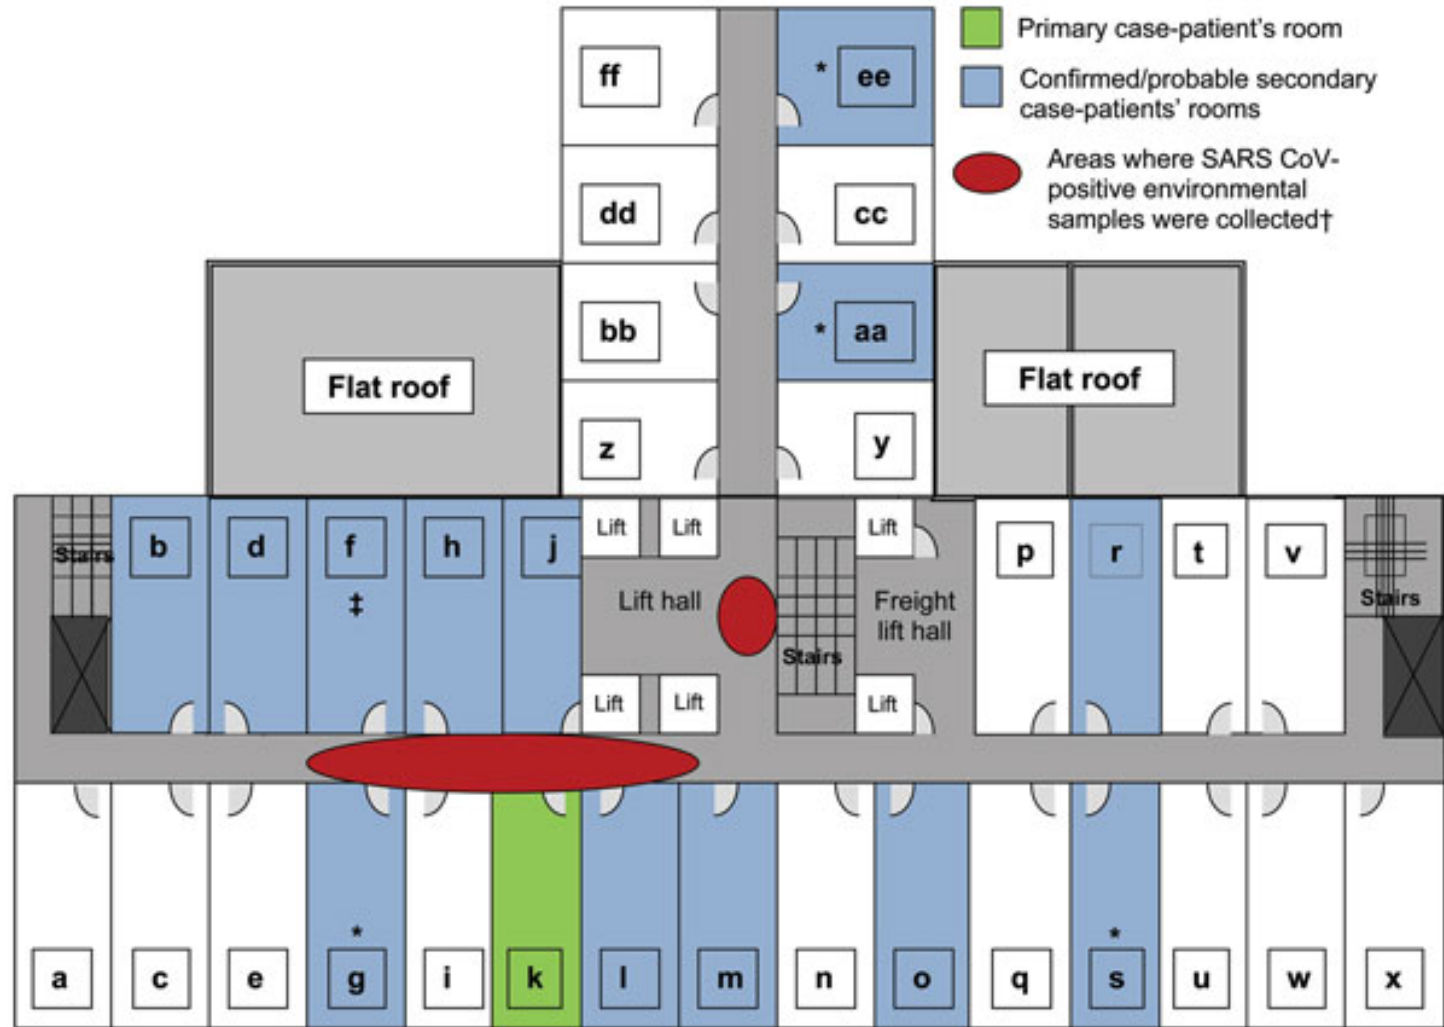 Primary case-patient's room
Confirmed/probable secondary
case-patients' rooms
Areas where SARS CoV-
positive environmental
samples were collected†
ff
* ee
dd
cc
bb
* aa
z
y
Flat roof
Flat roof
Stairs
b
d
f
‡
h
j
Lift
Lift
Lift hall
Lift
Lift
Stairs
Lift
Freight
lift hall
Lift
p
r
t
v
Stairs
a
c
e
*
g
i
k
l
m
n
o
q
*
s
u
w
x